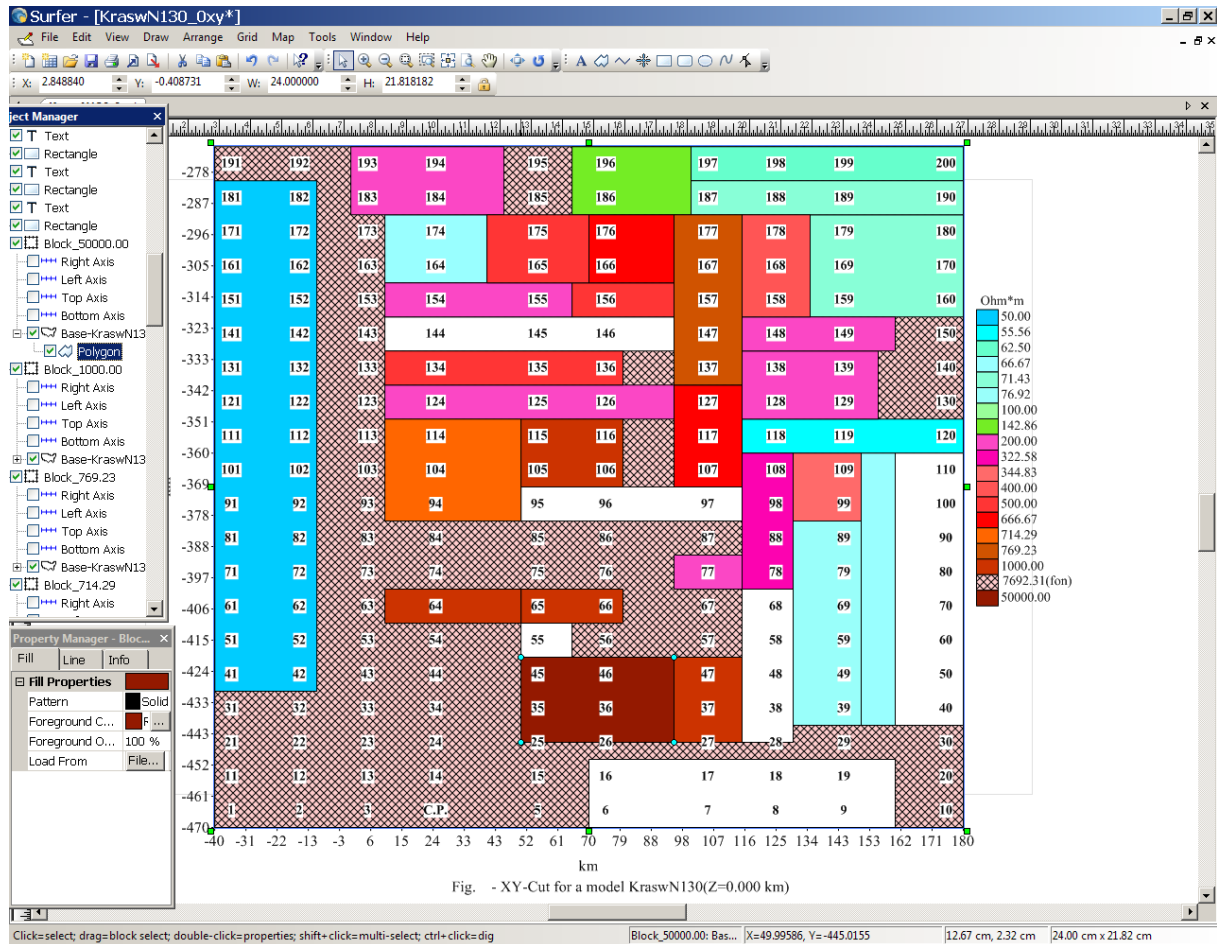 Surfer - [KraswN130_0xy*]
File Edit View Draw Arrange Grid Map Tools Window Help
X: 2.848840 Y: -0.408731 W: 24.000000 H: 21.818182
ject Manager
T Text
Rectangle
T Text
Rectangle
T Text
Rectangle
Block_50000.00
Right Axis
Left Axis
Top Axis
Bottom Axis
Base-KraswN13
Polygon
Block_1000.00
Right Axis
Left Axis
Top Axis
Bottom Axis
Base-KraswN13
Block_769.23
Right Axis
Left Axis
Top Axis
Bottom Axis
Base-KraswN13
Block_714.29
Right Axis
Property Manager - Bloc...
Fill Line Info
Fill Properties
Pattern Solid
Foreground C... R ...
Foreground O... 100 %
Load From File...
-278
-287
-296
-305
-314
-323
-333
-342
-351
-360
-369
-378
-388
-397
-406
-415
-424
-433
-443
-452
-461
-470
191 192 193 194 195 196 197 198 199 200
181 182 183 184 185 186 187 188 189 190
171 172 173 174 175 176 177 178 179 180
161 162 163 164 165 166 167 168 169 170
151 152 153 154 155 156 157 158 159 160
141 142 143 144 145 146 147 148 149 150
131 132 133 134 135 136 137 138 139 140
121 122 123 124 125 126 127 128 129 130
111 112 113 114 115 116 117 118 119 120
101 102 103 104 105 106 107 108 109 110
91 92 93 94 95 96 97 98 99 100
81 82 83 84 85 86 87 88 89 90
71 72 73 74 75 76 77 78 79 80
61 62 63 64 65 66 67 68 69 70
51 52 53 54 55 56 57 58 59 60
41 42 43 44 45 46 47 48 49 50
31 32 33 34 35 36 37 38 39 40
21 22 23 24 25 26 27 28 29 30
11 12 13 14 15 16 17 18 19 20
1 2 3 C.P. 5 6 7 8 9 10
-40 -31 -22 -13 -3 6 15 24 33 43 52 61 70 79 88 98 107 116 125 134 143 153 162 171 180
km
Fig. - XY-Cut for a model KraswN130(Z=0.000 km)
Ohm*m
50.00
55.56
62.50
66.67
71.43
76.92
100.00
142.86
200.00
322.58
344.83
400.00
500.00
666.67
714.29
769.23
1000.00
7692.31(fon)
50000.00
Click=select; drag=block select; double-click=properties; shift+click=multi-select; ctrl+click=dig
Block_50000.00: Bas... X=49.99586, Y=-445.0155 12.67 cm, 2.32 cm 24.00 cm x 21.82 cm